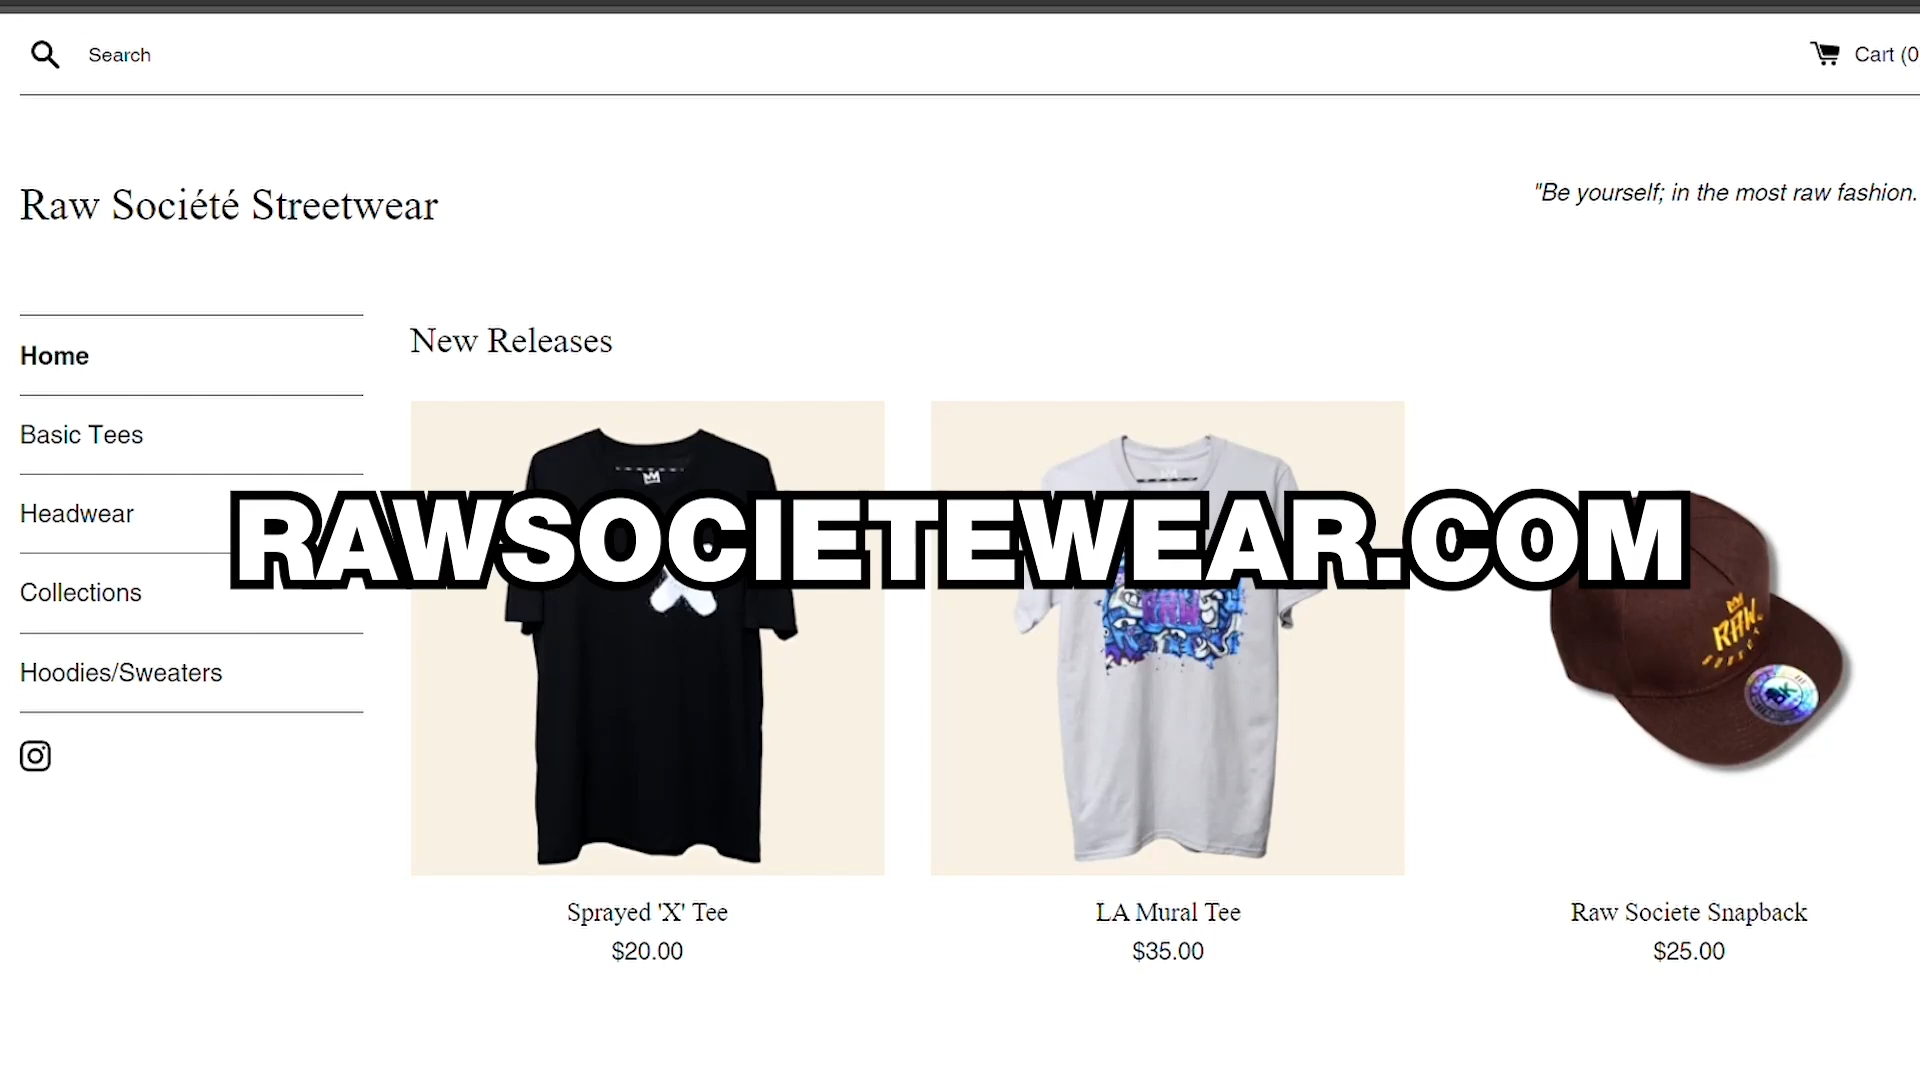 Search
Cart (0
Raw Société Streetwear
"Be yourself; in the most raw fashion.
Home
Basic Tees
Headwear
Collections
Hoodies/Sweaters
New Releases
RAWSOCIETEWEAR.COM
RAW
RAW
Sprayed 'X' Tee
$20.00
LA Mural Tee
$35.00
Raw Societe Snapback
$25.00